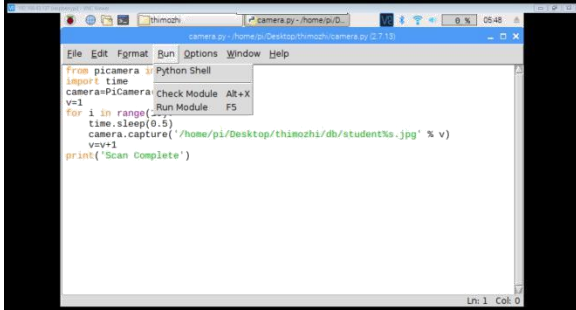 thimozhi
camera.py - /home/pi/D...
0 %
05:48
camera.py - /home/pi/Desktop/thimozhi/camera.py (2.7.13)
File Edit Format Run Options Window Help
Python Shell
Check Module Alt+X
Run Module F5
from picamera
import time
camera=PiCamera
v=1
for i in range(
    time.sleep(0.5)
    camera.capture('/home/pi/Desktop/thimozhi/db/student%s.jpg' % v)
    v=v+1
print('Scan Complete')
Ln: 1 Col: 0